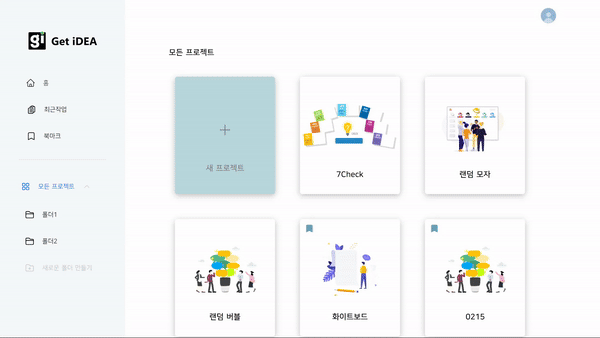 gi Get iDEA
홈
최근작업
북마크
모든 프로젝트
폴더1
폴더2
새로운 폴더 만들기
모든 프로젝트
새 프로젝트
7Check
랜덤 모자
랜덤 버블
화이트보드
0215